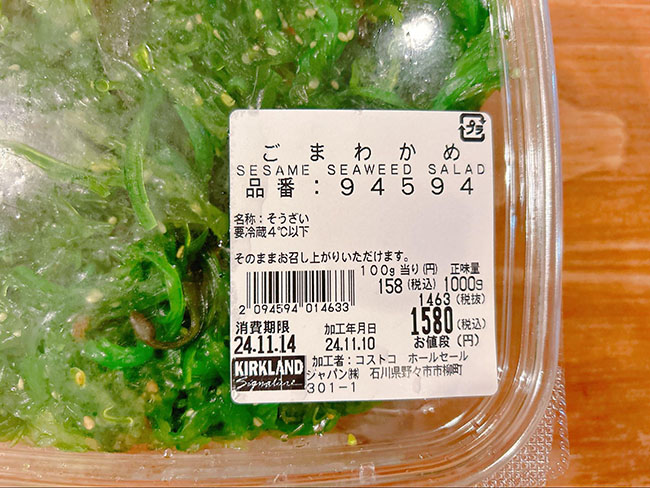 プラ
ごまわかめ
SESAME SEAWEED SALAD
品番：94594
名称：そうざい
要冷蔵4℃以下
そのままお召し上がりいただけます。
100g当り(円) 正味量
158(税込) 1000g
1463(税抜)
2 094594 014633
1580(税込)
消費期限 加工年月日 お値段(円)
24.11.14 24.11.10
KIRKLAND 加工者：コストコ ホールセール
Signature ジャパン㈱ 石川県野々市市柳町
301-1